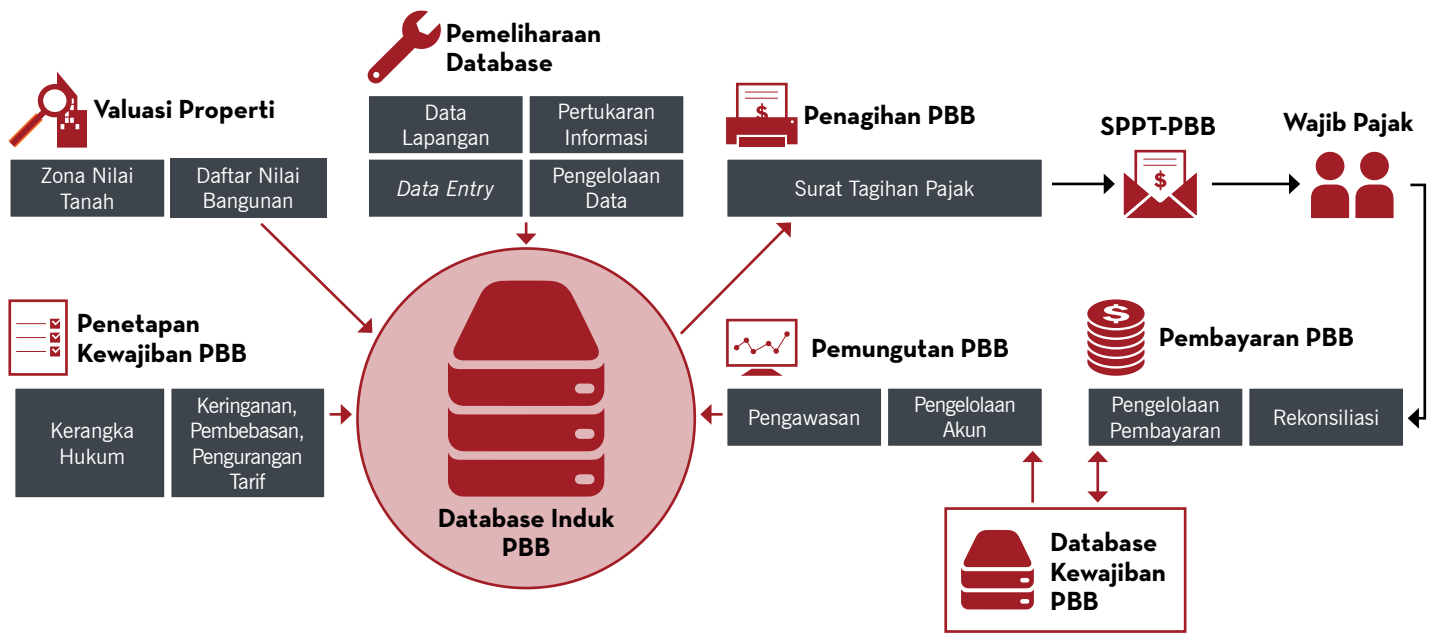 Pemeliharaan
Database
Data
Lapangan
Pertukaran
Informasi
Data Entry
Pengelolaan
Data
Valuasi Properti
Zona Nilai
Tanah
Daftar Nilai
Bangunan
Penagihan PBB
$
Surat Tagihan Pajak
SPPT-PBB
$
Wajib Pajak
Penetapan
Kewajiban PBB
Kerangka
Hukum
Keringanan,
Pembebasan,
Pengurangan
Tarif
Database Induk
PBB
Pemungutan PBB
Pengawasan
Pengelolaan
Akun
$
Pembayaran PBB
Pengelolaan
Pembayaran
Rekonsiliasi
Database
Kewajiban
PBB